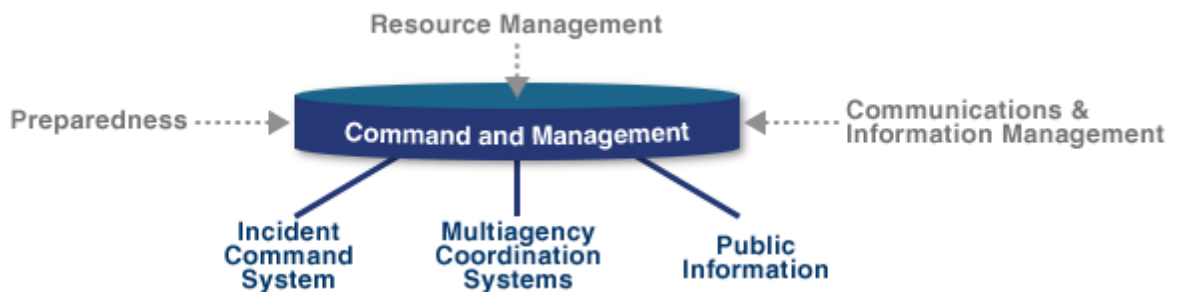 Resource Management
Preparedness
Command and Management
Communications &
Information Management
Incident
Command
System
Multiagency
Coordination
Systems
Public
Information